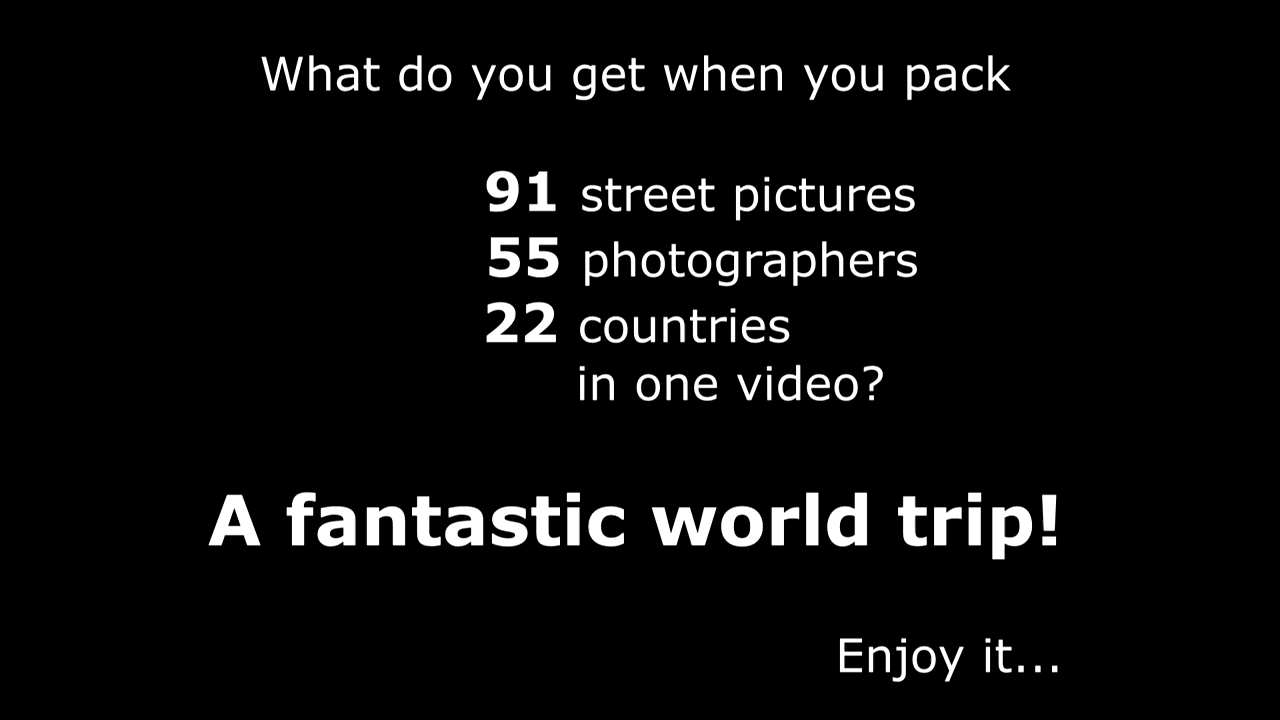 What do you get when you pack
91 street pictures
55 photographers
22 countries
in one video?
A fantastic world trip!
Enjoy it...